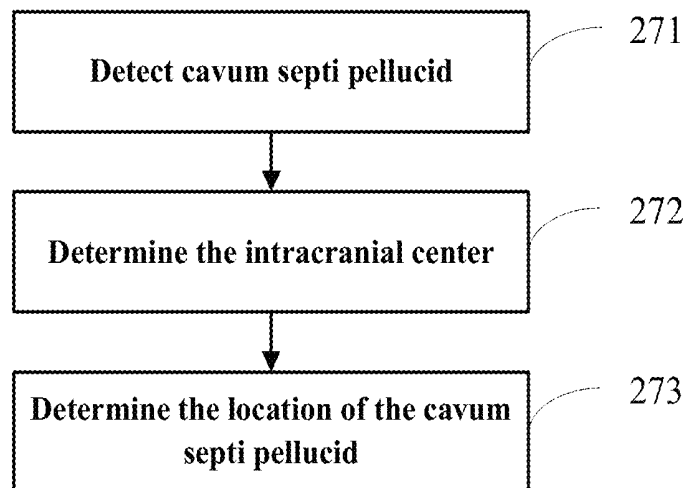 271
Detect cavum septi pellucid
272
Determine the intracranial center
273
Determine the location of the cavum
septi pellucid